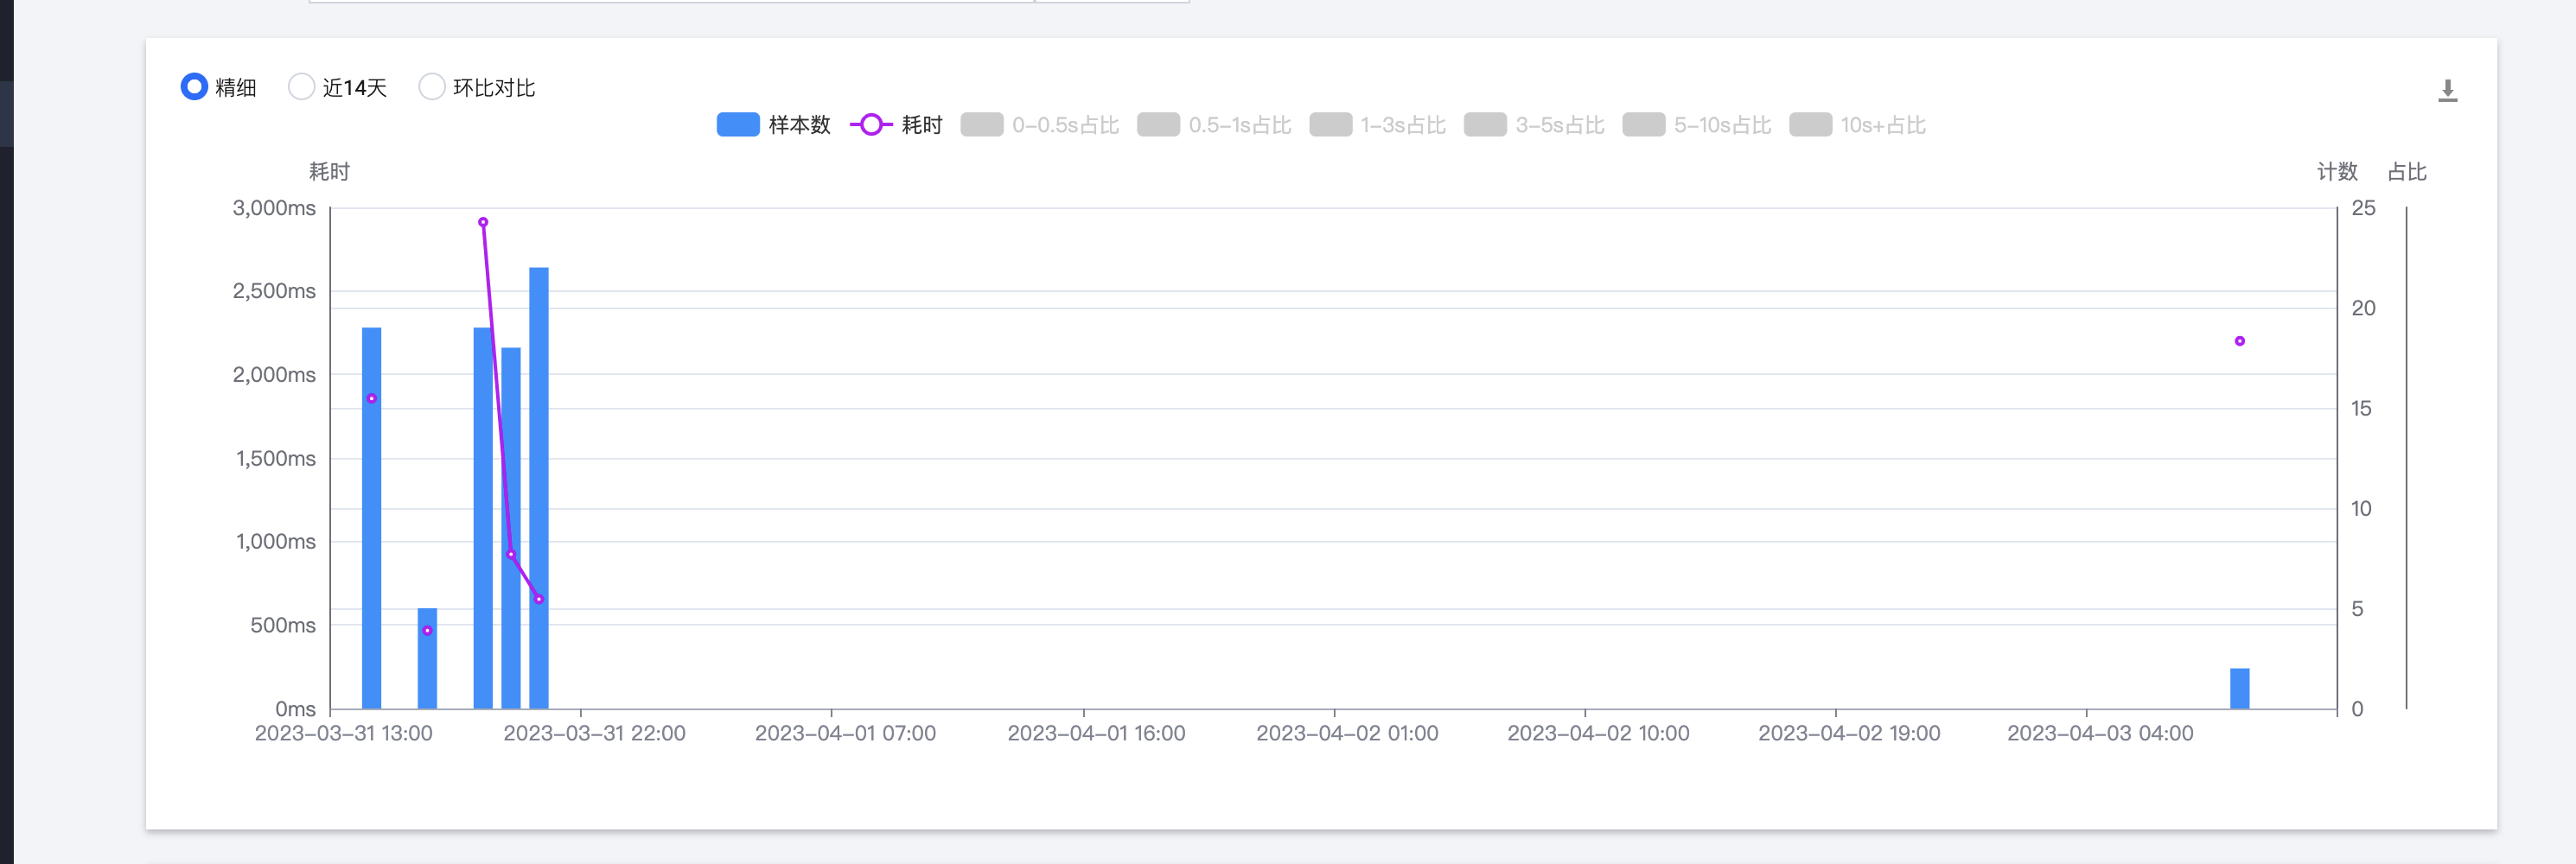 精细 近14天 环比对比
样本数 耗时 0-0.5s占比 0.5-1s占比 1-3s占比 3-5s占比 5-10s占比 10s+占比
耗时 计数 占比
3,000ms 25
2,500ms
20
2,000ms
15
1,500ms
10
1,000ms
5
500ms
0ms 0
2023-03-31 13:00 2023-03-31 22:00 2023-04-01 07:00 2023-04-01 16:00 2023-04-02 01:00 2023-04-02 10:00 2023-04-02 19:00 2023-04-03 04:00